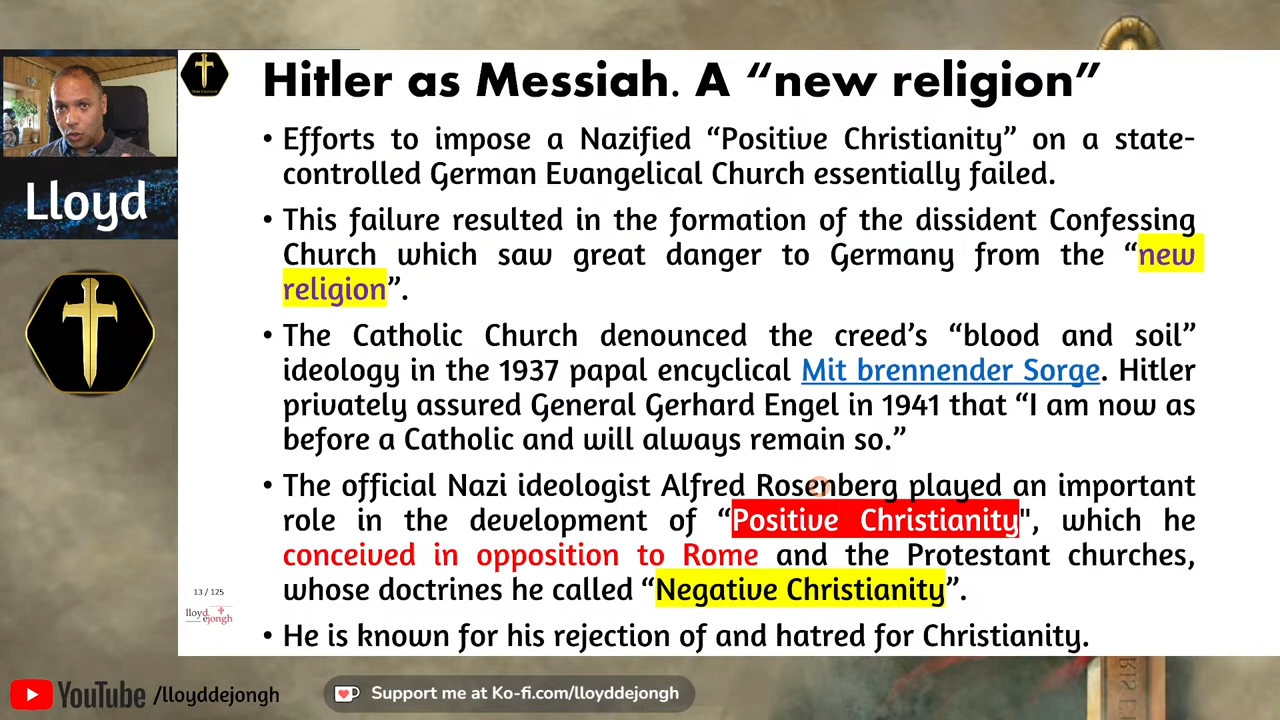 Hitler as Messiah. A “new religion”
• Efforts to impose a Nazified “Positive Christianity” on a state-
controlled German Evangelical Church essentially failed.
• This failure resulted in the formation of the dissident Confessing
Church which saw great danger to Germany from the “new
religion”.
• The Catholic Church denounced the creed’s “blood and soil”
ideology in the 1937 papal encyclical Mit brennender Sorge. Hitler
privately assured General Gerhard Engel in 1941 that “I am now as
before a Catholic and will always remain so.”
• The official Nazi ideologist Alfred Rosenberg played an important
role in the development of “Positive Christianity", which he
conceived in opposition to Rome and the Protestant churches,
whose doctrines he called “Negative Christianity”.
• He is known for his rejection of and hatred for Christianity.
Lloyd
13 / 125
lloyd
dejongh
YouTube /lloyddejongh
Support me at Ko-fi.com/lloyddejongh